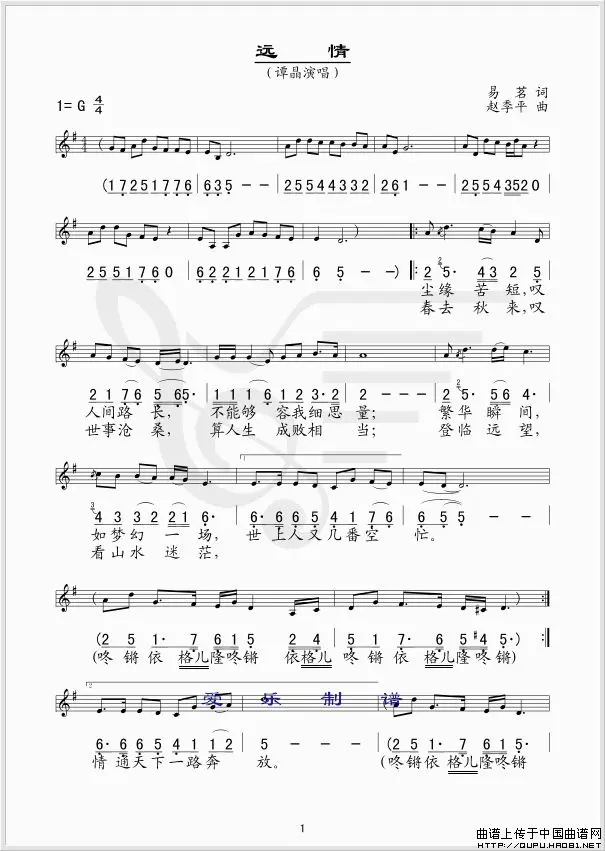 远 情
(谭晶演唱)
1= G 4/4
易 茗 词
赵季平 曲
(1 7 2 5 1 7 7 6 6 3 5 - - 2 5 5 4 4 3 3 2 2 6 1 - - 2 5 5 4 3520
2 5 5 1 7 6 0 6 2 2 1 2 1 2 7 6 6 5 - -) 2 5· 4 3 2 5
尘缘 苦 短,叹
春去 秋 来,叹
2 1 7 6 5 65· 1 1 1 6 1 2 3·2 2 - - - 2 5· 5 6 4·
人间路 长, 不能够 容我细思 量; 繁华 瞬 间,
世事沧 桑, 算人生 成败相 当; 登临 远 望,
4 3 3 2 2 1 6· 6· 6 6 5 4 1 7 6 6 5 5 - -
如梦幻 一 场, 世 上人又几番空 忙。
看山水 迷 茫,
(2 5 1· 7 6 1 5 2 4 5 1 7· 6 5 #4 5·)
(咚锵依 格儿隆咚锵 依格儿 咚锵依 格儿隆咚锵)
爱 乐 制 谱
6· 6 6 5 4 1 1 2 5 - - - (2 5 1· 7 6 1 5·
情 通天下一路奔 放。 (咚锵依 格儿隆咚锵
1
曲谱上传于中国曲谱网
HTTP://QUPU.HAO81.NET